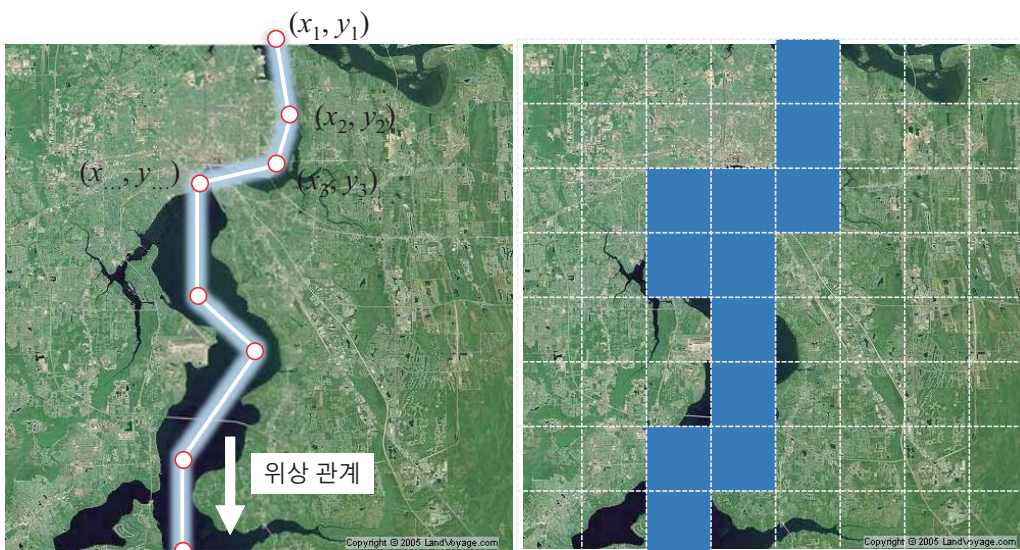 (x₁, y₁)
(x₂, y₂)
(x..., y...)
(x₃, y₃)
위상 관계
Copyright © 2005 LandVoyage.com
Copyright © 2005 LandVoyage.com